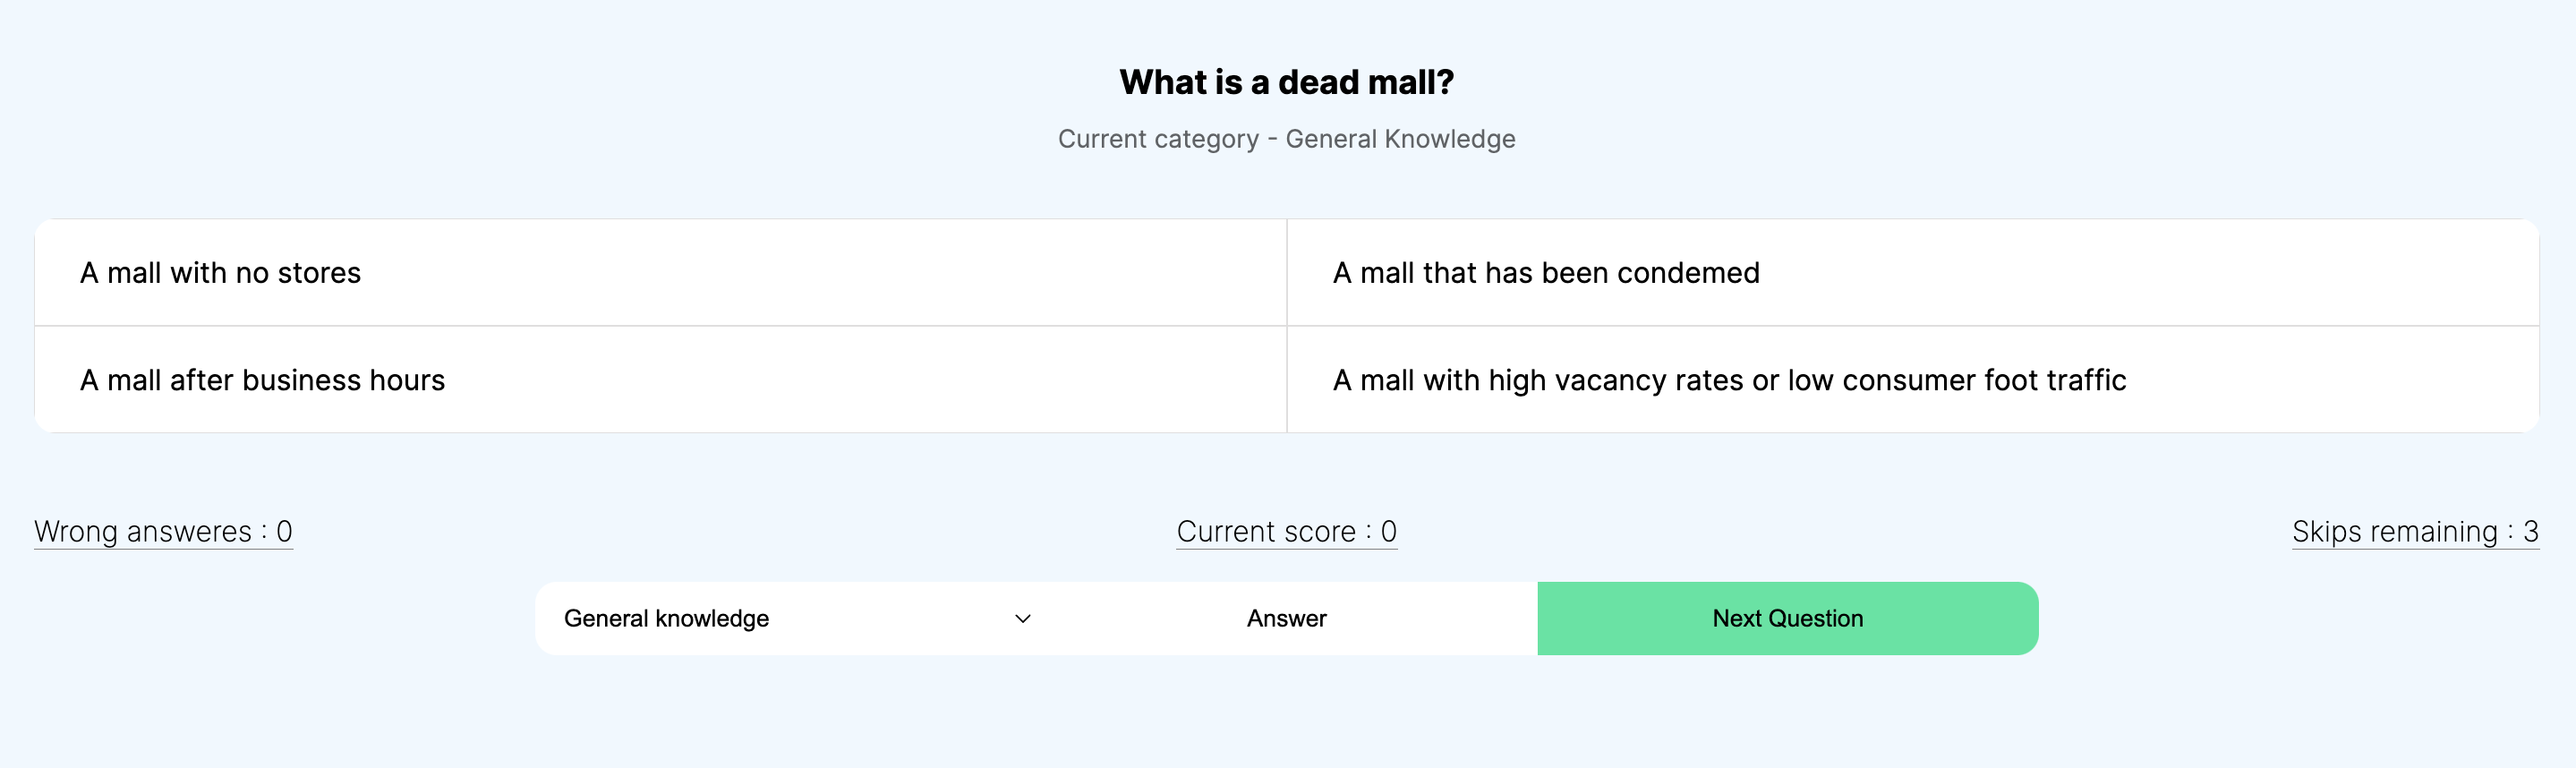 What is a dead mall?
Current category - General Knowledge
A mall with no stores
A mall that has been condemed
A mall after business hours
A mall with high vacancy rates or low consumer foot traffic
Wrong answeres : 0
Current score : 0
Skips remaining : 3
General knowledge
Answer
Next Question